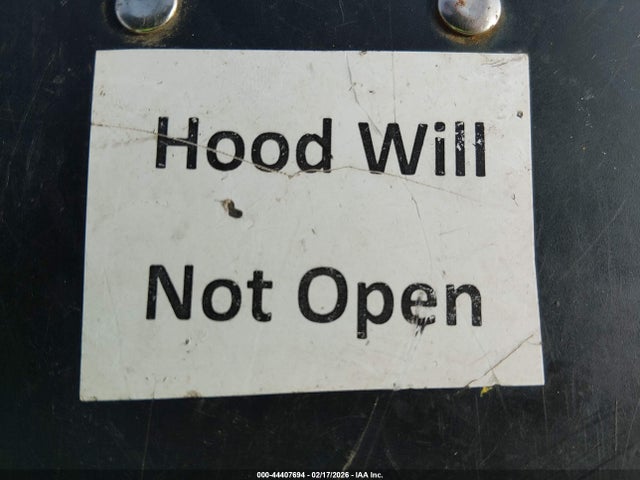 Hood Will
Not Open
000-44407694 - 02/17/2026 - IAA Inc.